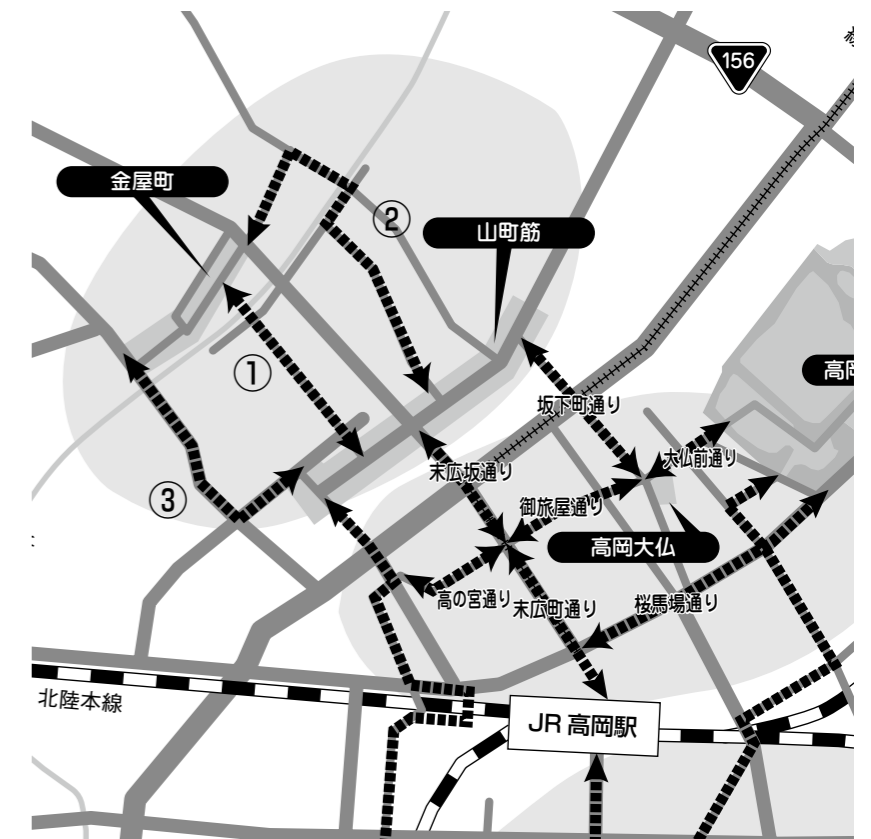 156
金屋町
②
山町筋
①
高岡
坂下町通り
末広坂通り
大仏前通り
③
御旅屋通り
高岡大仏
高の宮通り
末広町通り
桜馬場通り
北陸本線
JR 高岡駅